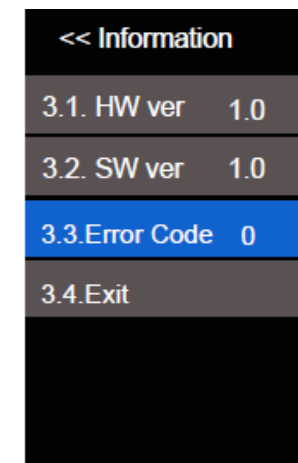 << Information
3.1. HW ver 1.0
3.2. SW ver 1.0
3.3.Error Code 0
3.4.Exit